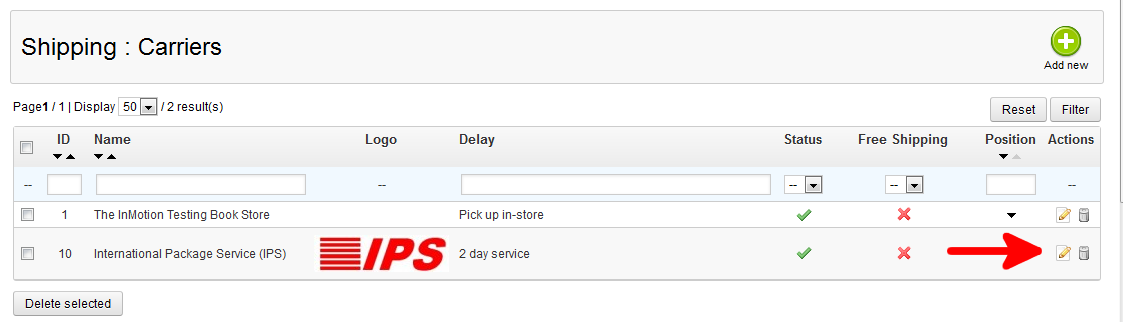 Shipping : Carriers
Add new
Page1 / 1 | Display 50 / 2 result(s)
Reset Filter
ID Name Logo Delay Status Free Shipping Position Actions
-- -- -- -- --
1 The InMotion Testing Book Store Pick up in-store
10 International Package Service (IPS) IPS 2 day service
Delete selected